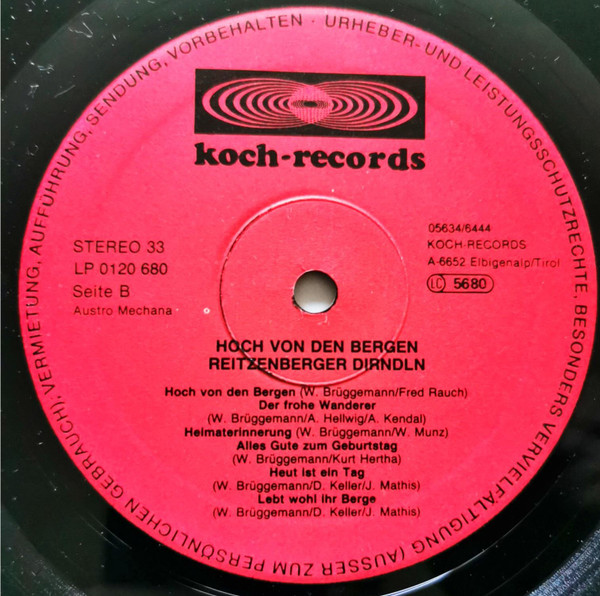 URHEBER- UND LEISTUNGSSCHUTZRECHTE, BESONDERS VERVIELFÄLTIGUNG (AUSSER ZUM PERSÖNLICHEN GEBRAUCH), VERMIETUNG, AUFFÜHRUNG, SENDUNG, VORBEHALTEN ·
koch-records
STEREO 33
LP 0120 680
Seite B
Austro Mechana
05634/6444
KOCH-RECORDS
A-6652 Elbigenalp/Tirol
LC 5680
HOCH VON DEN BERGEN
REITZENBERGER DIRNDLN
Hoch von den Bergen (W. Brüggemann/Fred Rauch)
Der frohe Wanderer
(W. Brüggemann/A. Hellwig/A. Kendal)
Heimaterinnerung (W. Brüggemann/W. Munz)
Alles Gute zum Geburtstag
(W. Brüggemann/Kurt Hertha)
Heut ist ein Tag
(W. Brüggemann/D. Keller/J. Mathis)
Lebt wohl ihr Berge
(W. Brüggemann/D. Keller/J. Mathis)